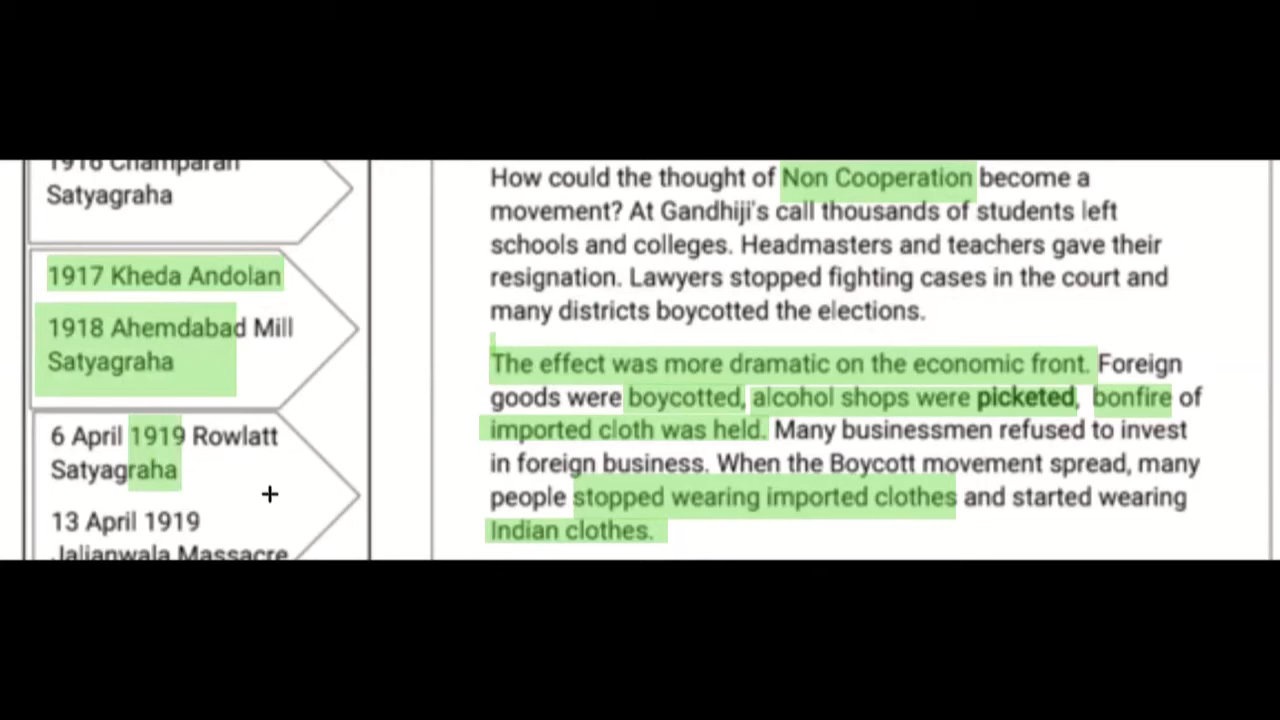 1916 Champaran
Satyagraha
1917 Kheda Andolan
1918 Ahemdabad Mill
Satyagraha
6 April 1919 Rowlatt
Satyagraha
13 April 1919
Jalianwala Massacre
How could the thought of Non Cooperation become a
movement? At Gandhiji's call thousands of students left
schools and colleges. Headmasters and teachers gave their
resignation. Lawyers stopped fighting cases in the court and
many districts boycotted the elections.
The effect was more dramatic on the economic front. Foreign
goods were boycotted, alcohol shops were picketed, bonfire of
imported cloth was held. Many businessmen refused to invest
in foreign business. When the Boycott movement spread, many
people stopped wearing imported clothes and started wearing
Indian clothes.